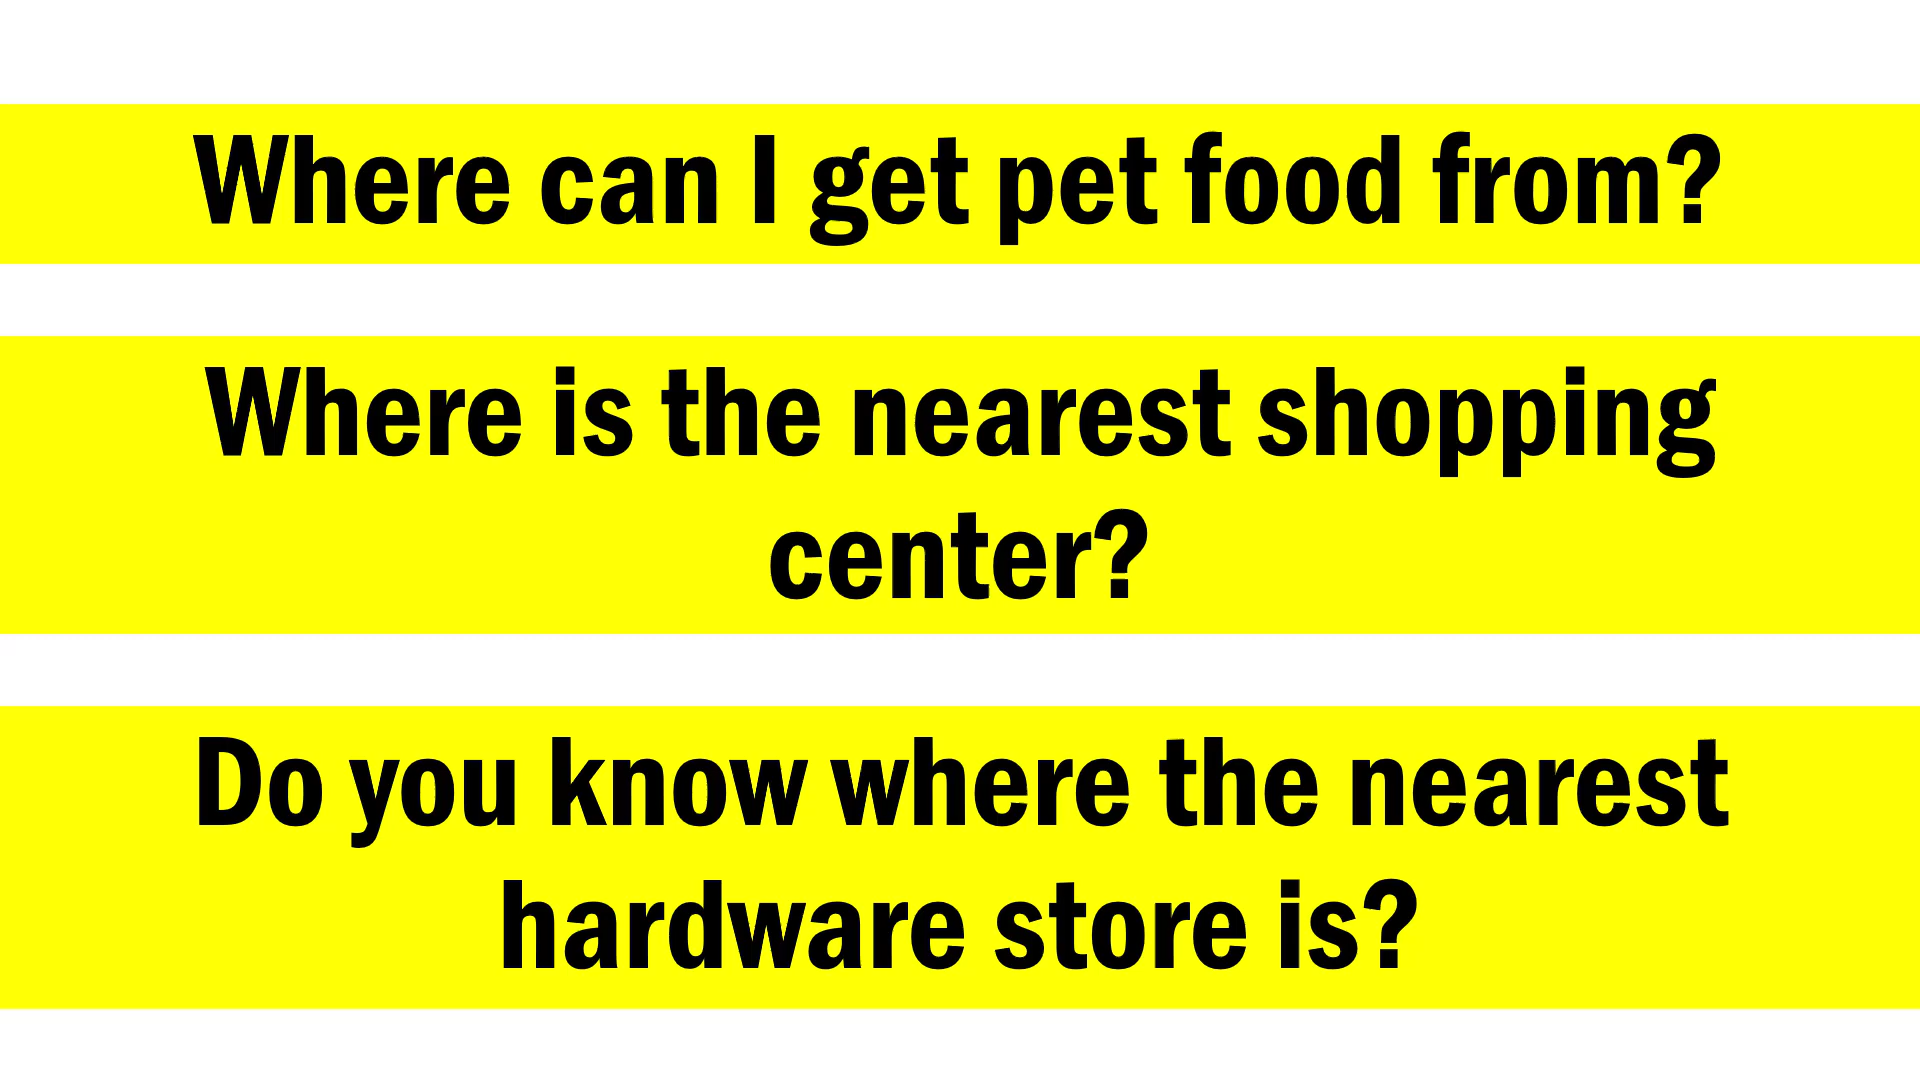 Where can I get pet food from?
Where is the nearest shopping
center?
Do you know where the nearest
hardware store is?